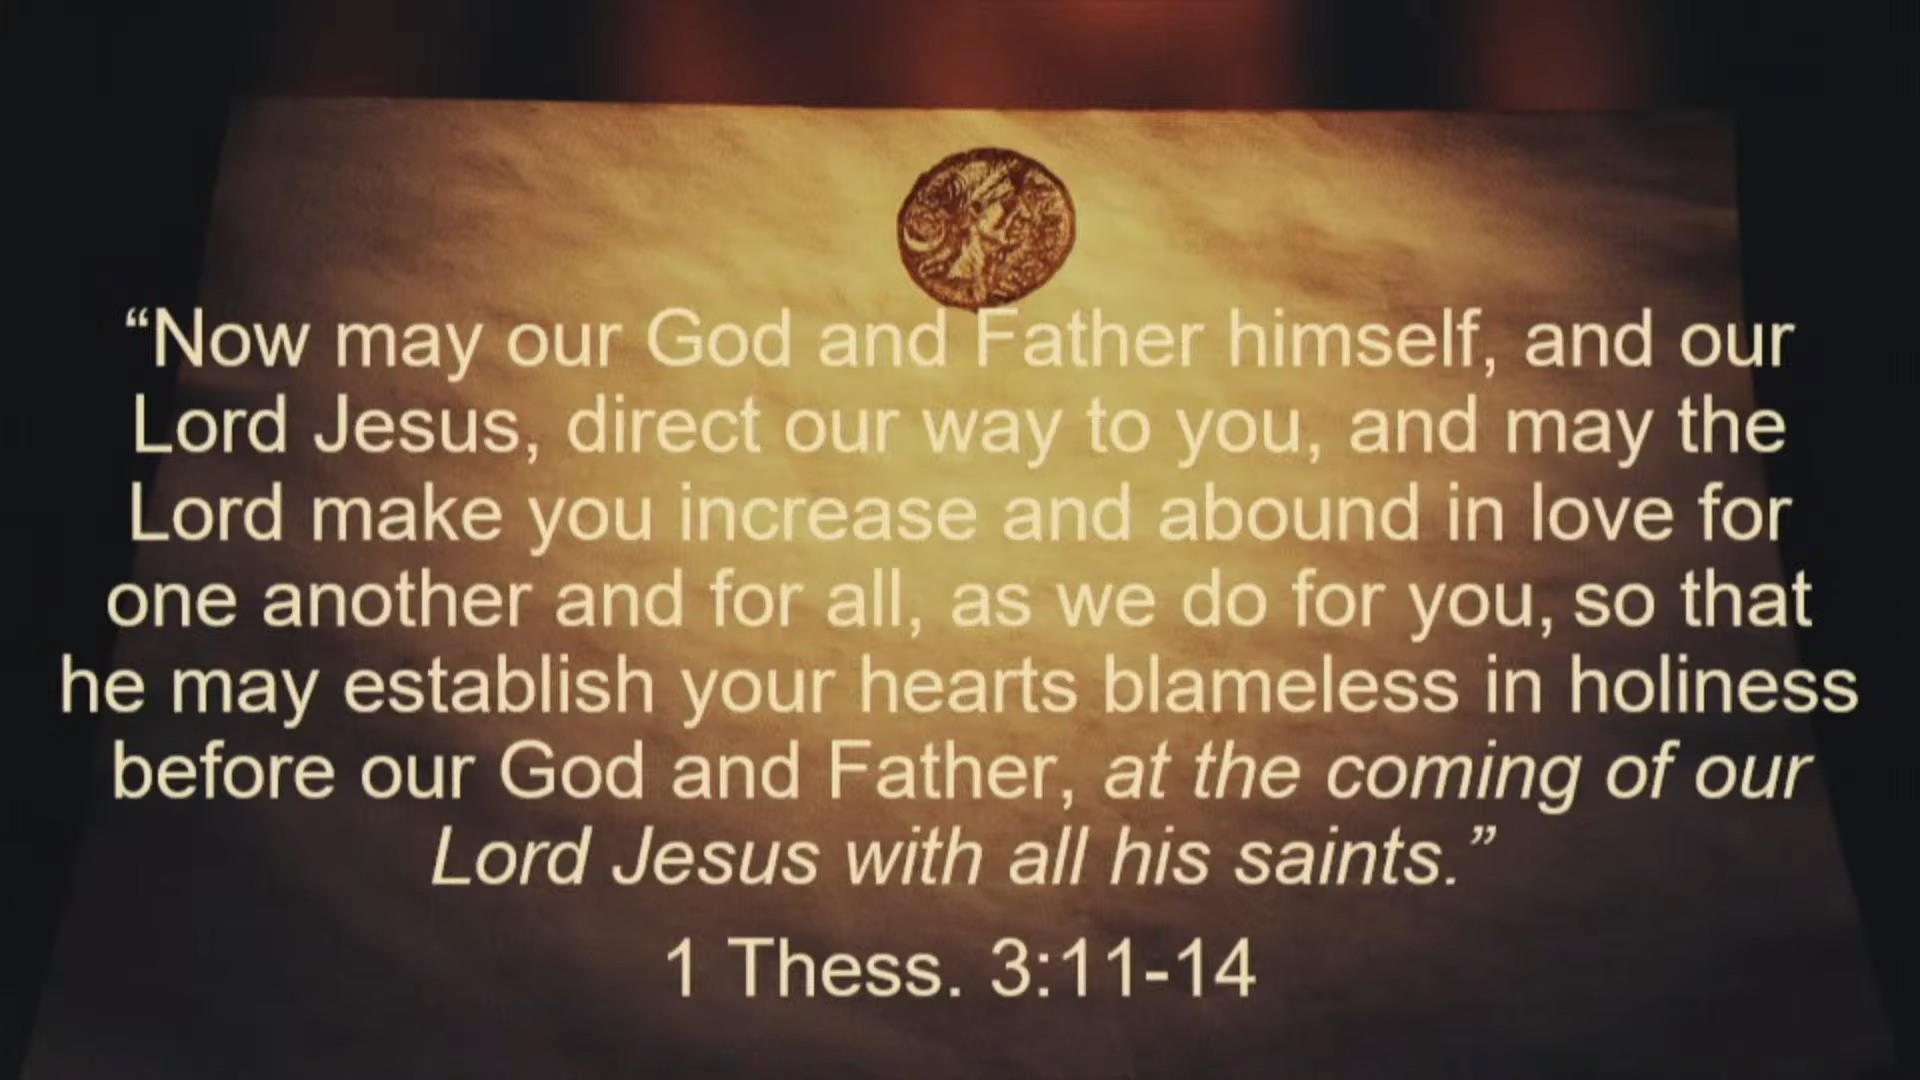 “Now may our God and Father himself, and our
Lord Jesus, direct our way to you, and may the
Lord make you increase and abound in love for
one another and for all, as we do for you, so that
he may establish your hearts blameless in holiness
before our God and Father, at the coming of our
Lord Jesus with all his saints.”
1 Thess. 3:11-14